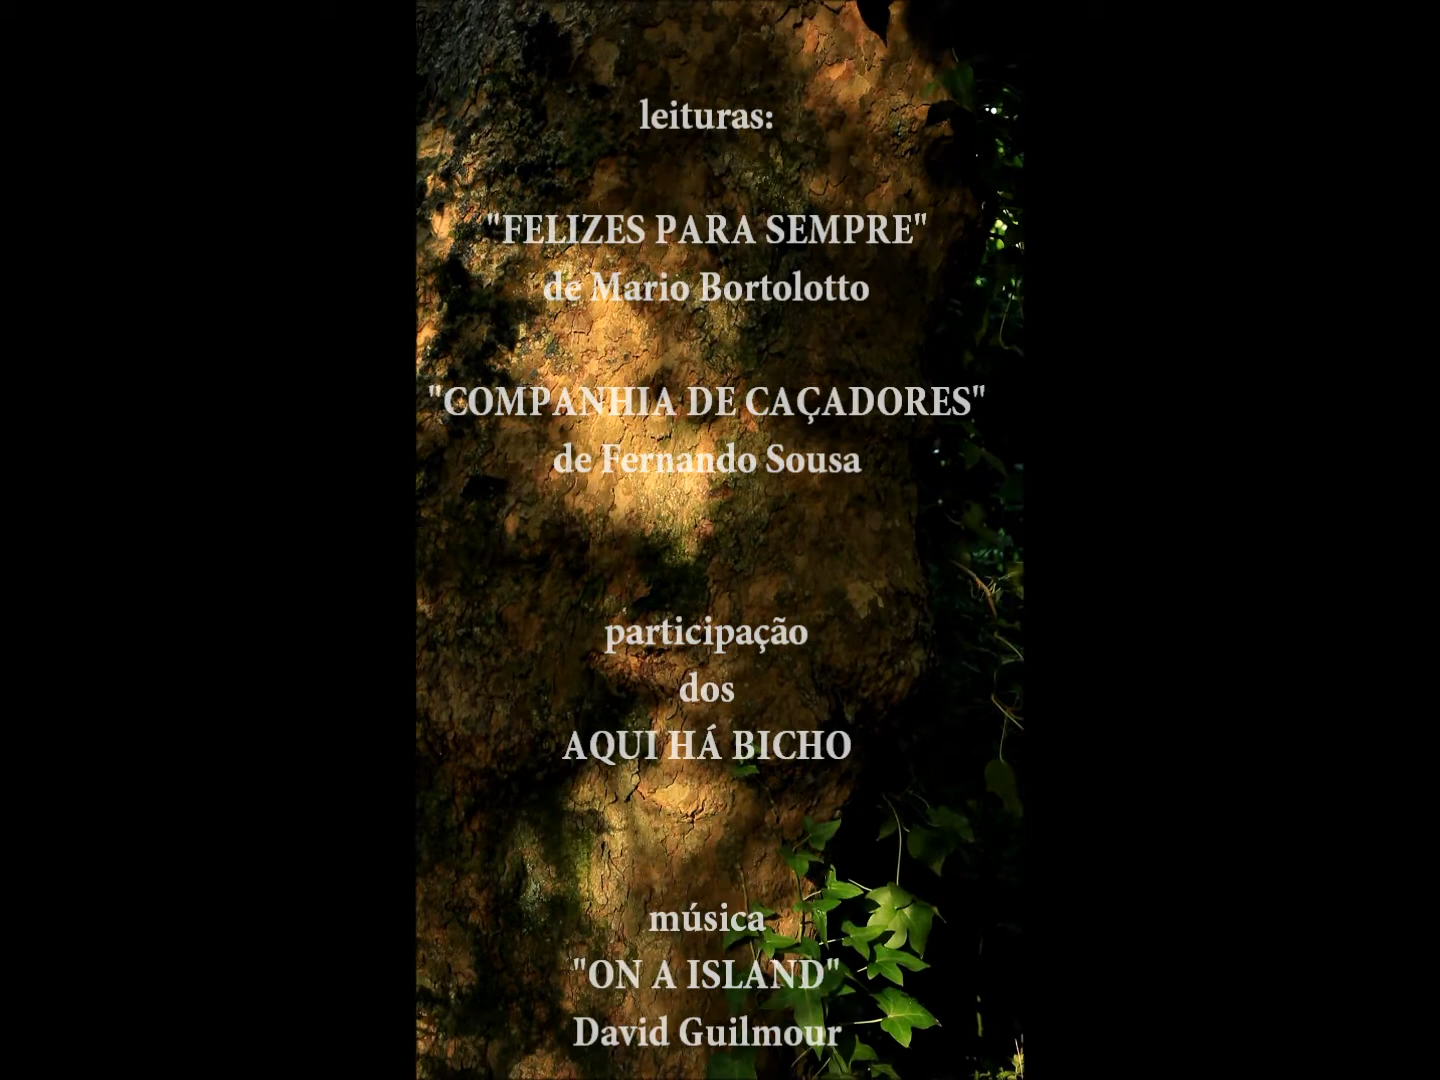 leituras:
"FELIZES PARA SEMPRE"
de Mario Bortolotto
"COMPANHIA DE CAÇADORES"
de Fernando Sousa
participação
dos
AQUI HÁ BICHO
música
"ON A ISLAND"
David Guilmour